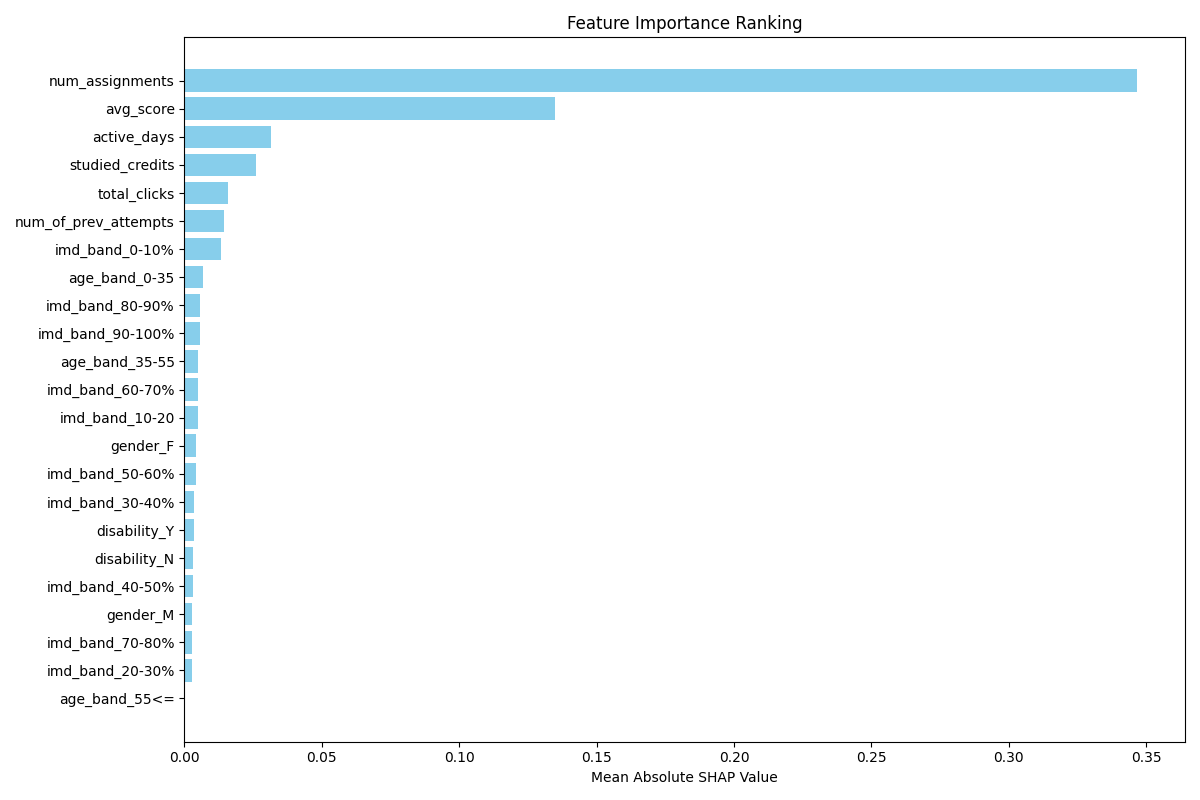 Feature Importance Ranking
num_assignments
avg_score
active_days
studied_credits
total_clicks
num_of_prev_attempts
imd_band_0-10%
age_band_0-35
imd_band_80-90%
imd_band_90-100%
age_band_35-55
imd_band_60-70%
imd_band_10-20
gender_F
imd_band_50-60%
imd_band_30-40%
disability_Y
disability_N
imd_band_40-50%
gender_M
imd_band_70-80%
imd_band_20-30%
age_band_55<=
0.00 0.05 0.10 0.15 0.20 0.25 0.30 0.35
Mean Absolute SHAP Value